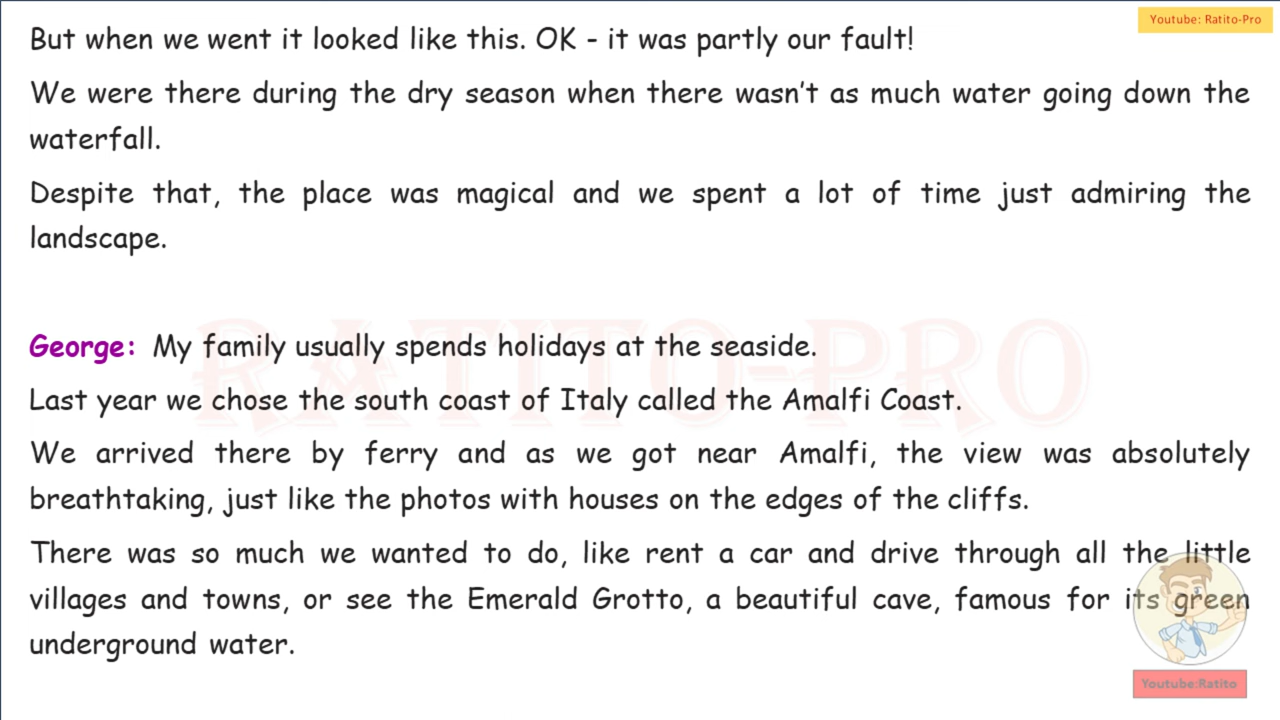 Youtube: Ratito-Pro
But when we went it looked like this. OK - it was partly our fault!
We were there during the dry season when there wasn't as much water going down the
waterfall.
Despite that, the place was magical and we spent a lot of time just admiring the
landscape.
RATITO-PRO
George: My family usually spends holidays at the seaside.
Last year we chose the south coast of Italy called the Amalfi Coast.
We arrived there by ferry and as we got near Amalfi, the view was absolutely
breathtaking, just like the photos with houses on the edges of the cliffs.
There was so much we wanted to do, like rent a car and drive through all the little
villages and towns, or see the Emerald Grotto, a beautiful cave, famous for its green
underground water.
Youtube:Ratito